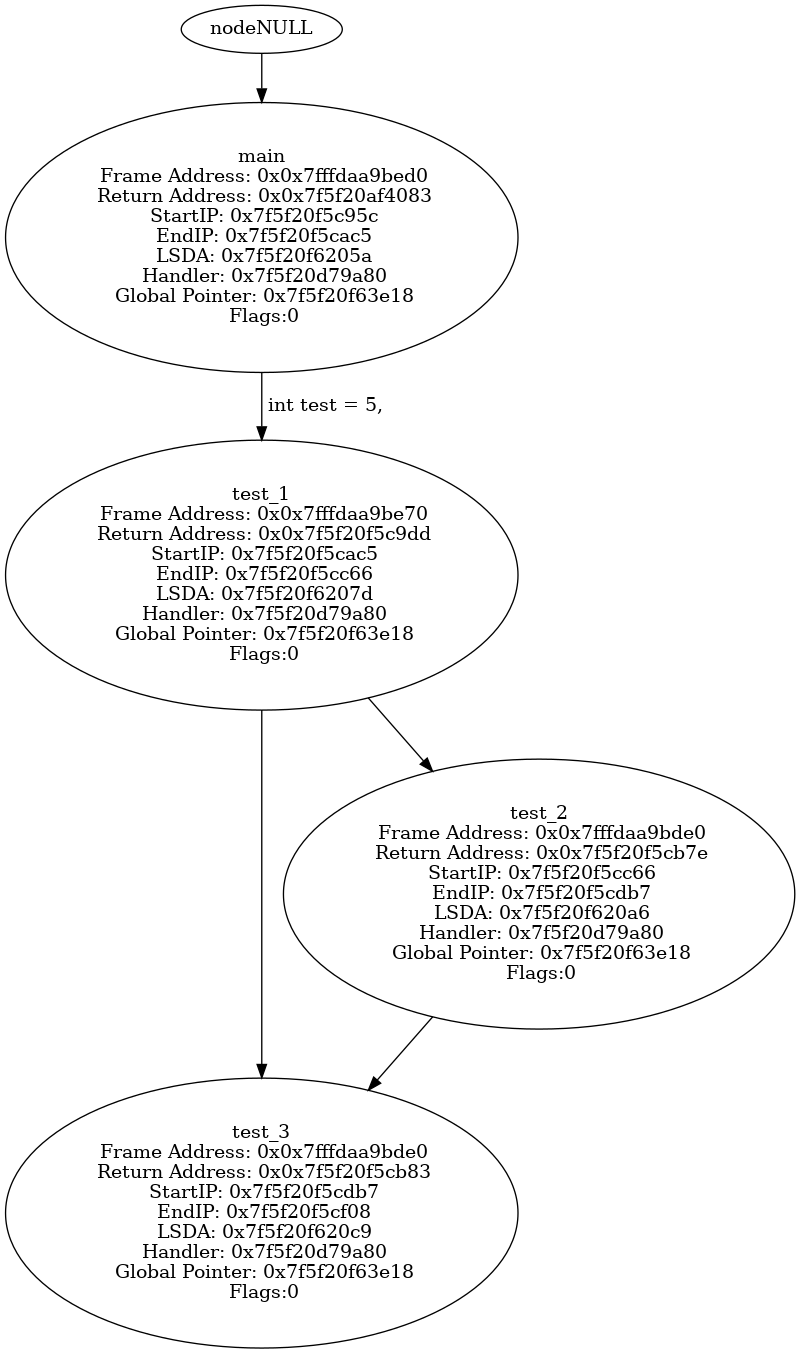 nodeNULL
main
Frame Address: 0x0x7fffdaa9bed0
Return Address: 0x0x7f5f20af4083
StartIP: 0x7f5f20f5c95c
EndIP: 0x7f5f20f5cac5
LSDA: 0x7f5f20f6205a
Handler: 0x7f5f20d79a80
Global Pointer: 0x7f5f20f63e18
Flags:0
int test = 5,
test_1
Frame Address: 0x0x7fffdaa9be70
Return Address: 0x0x7f5f20f5c9dd
StartIP: 0x7f5f20f5cac5
EndIP: 0x7f5f20f5cc66
LSDA: 0x7f5f20f6207d
Handler: 0x7f5f20d79a80
Global Pointer: 0x7f5f20f63e18
Flags:0
test_2
Frame Address: 0x0x7fffdaa9bde0
Return Address: 0x0x7f5f20f5cb7e
StartIP: 0x7f5f20f5cc66
EndIP: 0x7f5f20f5cdb7
LSDA: 0x7f5f20f620a6
Handler: 0x7f5f20d79a80
Global Pointer: 0x7f5f20f63e18
Flags:0
test_3
Frame Address: 0x0x7fffdaa9bde0
Return Address: 0x0x7f5f20f5cb83
StartIP: 0x7f5f20f5cdb7
EndIP: 0x7f5f20f5cf08
LSDA: 0x7f5f20f620c9
Handler: 0x7f5f20d79a80
Global Pointer: 0x7f5f20f63e18
Flags:0